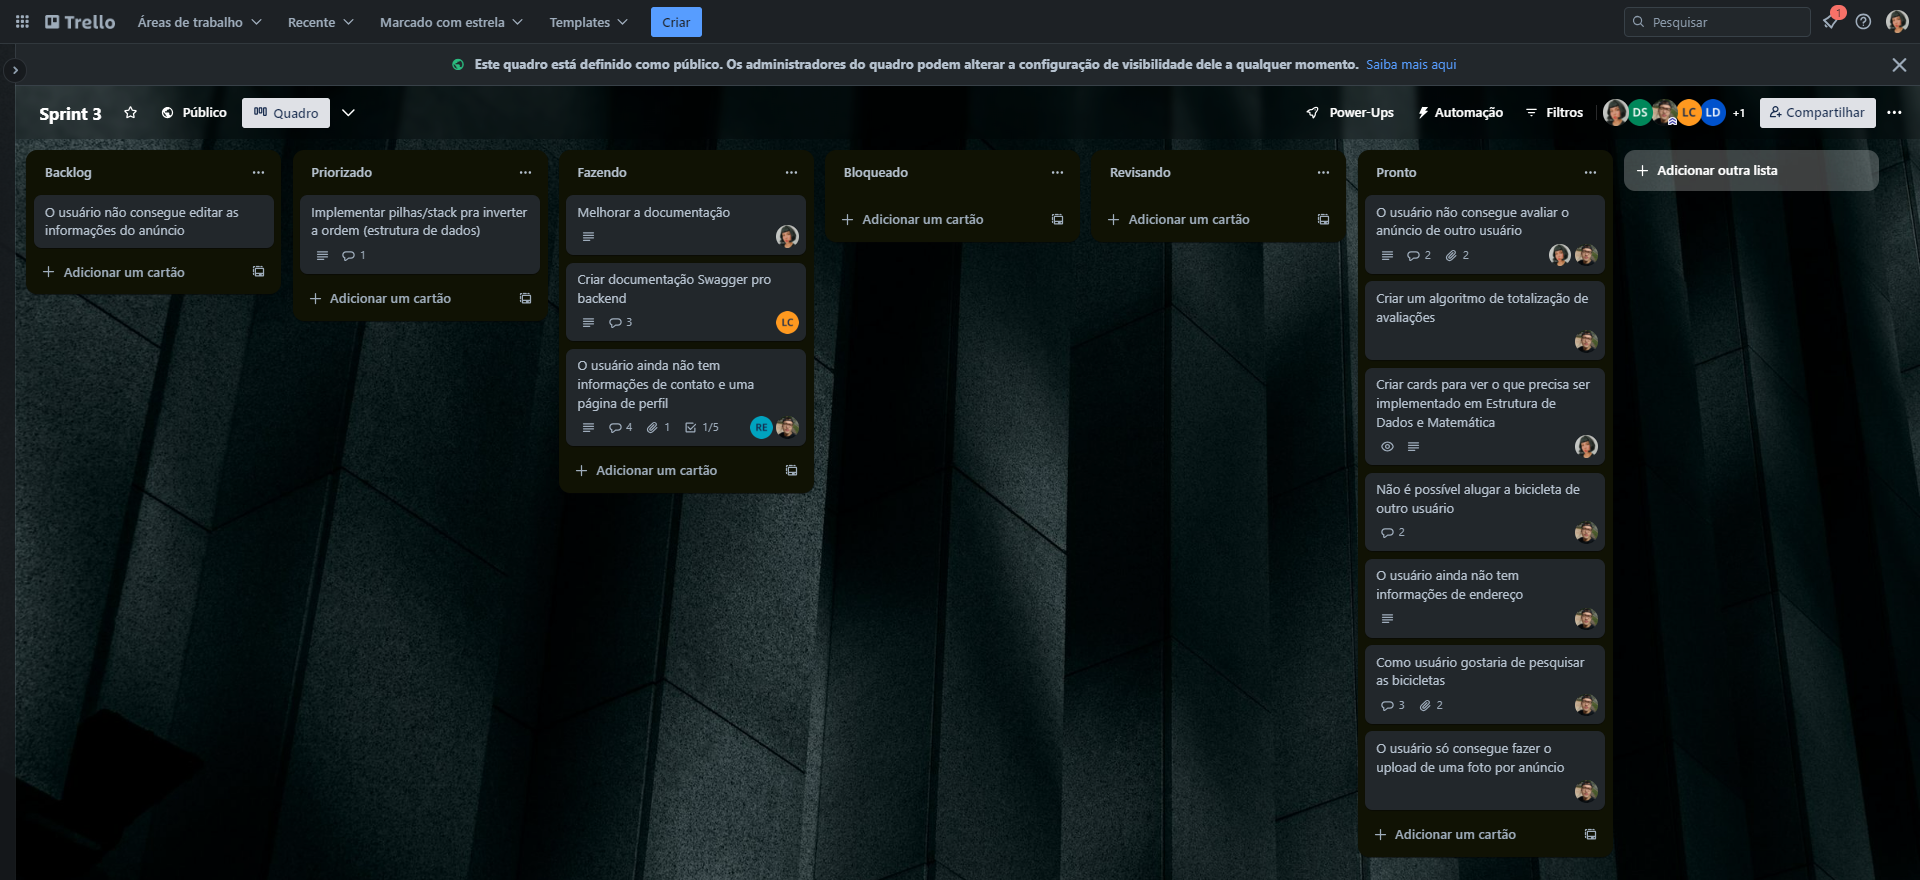 Trello
Áreas de trabalho
Recente
Marcado com estrela
Templates
Criar
Pesquisar
1
Este quadro está definido como público. Os administradores do quadro podem alterar a configuração de visibilidade dele a qualquer momento. Saiba mais aqui
Sprint 3
Público
Quadro
Power-Ups
Automação
Filtros
DS
LC
LD
+1
Compartilhar
Backlog
O usuário não consegue editar as
informações do anúncio
Adicionar um cartão
Priorizado
Implementar pilhas/stack pra inverter
a ordem (estrutura de dados)
1
Adicionar um cartão
Fazendo
Melhorar a documentação
Criar documentação Swagger pro
backend
3
LC
O usuário ainda não tem
informações de contato e uma
página de perfil
4 1 1/5
RE
Adicionar um cartão
Bloqueado
Adicionar um cartão
Revisando
Adicionar um cartão
Pronto
O usuário não consegue avaliar o
anúncio de outro usuário
2 2
Criar um algoritmo de totalização de
avaliações
Criar cards para ver o que precisa ser
implementado em Estrutura de
Dados e Matemática
Não é possível alugar a bicicleta de
outro usuário
2
O usuário ainda não tem
informações de endereço
Como usuário gostaria de pesquisar
as bicicletas
3 2
O usuário só consegue fazer o
upload de uma foto por anúncio
Adicionar um cartão
Adicionar outra lista